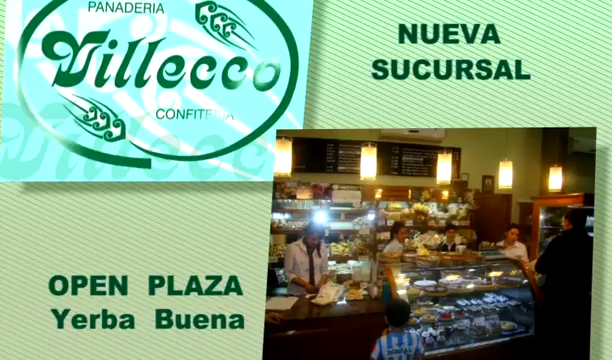 PANADERIA
Villecco
CONFITERIA
NUEVA
SUCURSAL
OPEN PLAZA
Yerba Buena